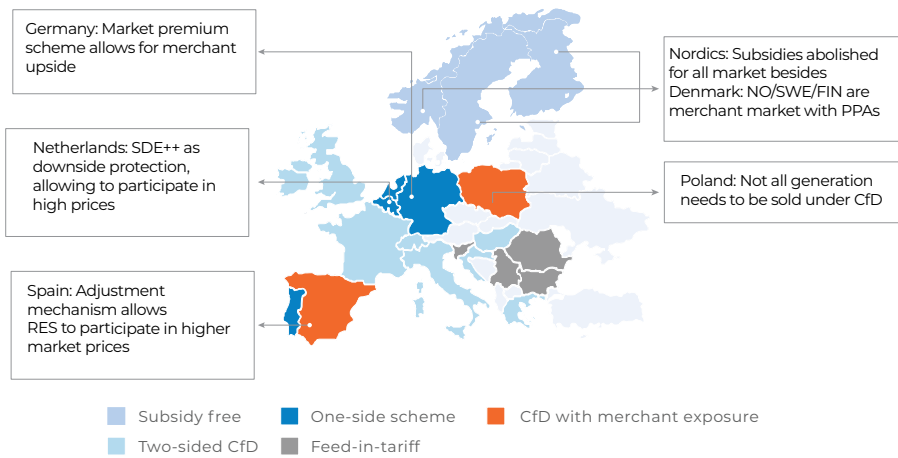 Germany: Market premium
scheme allows for merchant
upside
Nordics: Subsidies abolished
for all market besides
Denmark: NO/SWE/FIN are
merchant market with PPAs
Netherlands: SDE++ as
downside protection,
allowing to participate in
high prices
Poland: Not all generation
needs to be sold under CfD
Spain: Adjustment
mechanism allows
RES to participate in higher
market prices
Subsidy free
One-side scheme
CfD with merchant exposure
Two-sided CfD
Feed-in-tariff